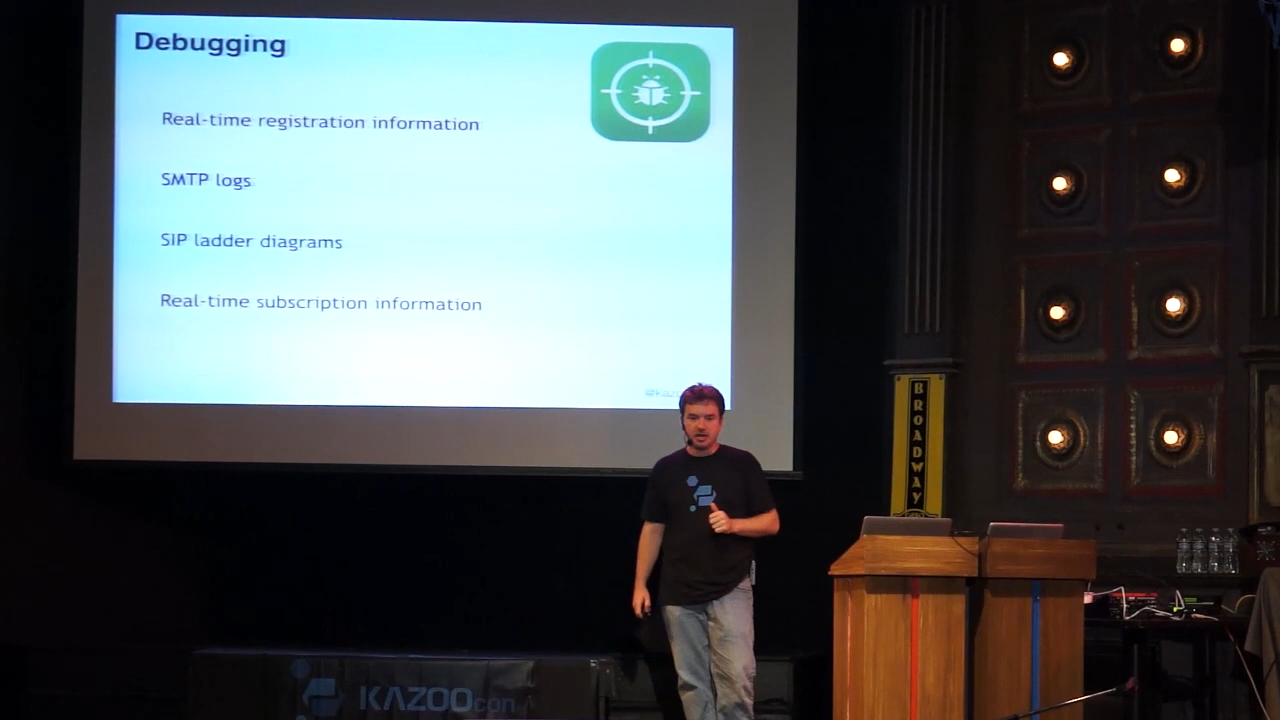 Debugging
Real-time registration information
SMTP logs
SIP ladder diagrams
Real-time subscription information
BROADWAY
KAZOOcon